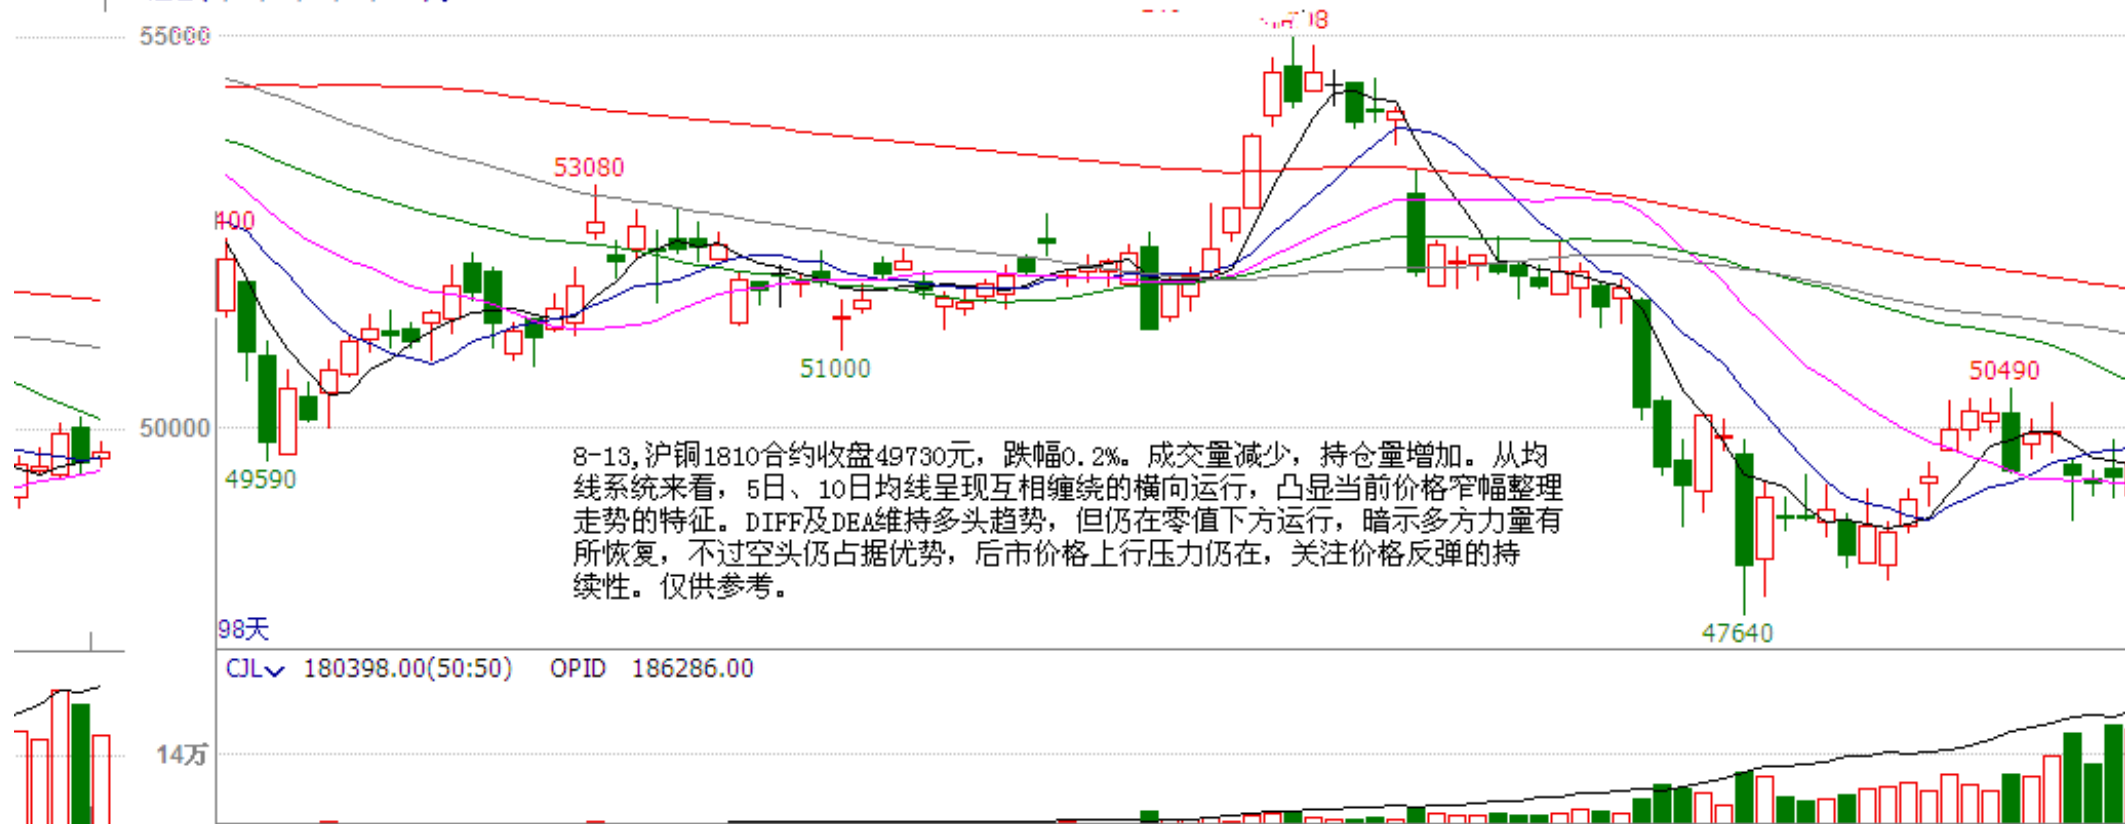 55000
53080
400
51000
50490
50000
49590
8-13,沪铜1810合约收盘49730元，跌幅0.2%。成交量减少，持仓量增加。从均
线系统来看，5日、10日均线呈现互相缠绕的横向运行，凸显当前价格窄幅整理
走势的特征。DIFF及DEA维持多头趋势，但仍在零值下方运行，暗示多方力量有
所恢复，不过空头仍占据优势，后市价格上行压力仍在，关注价格反弹的持
续性。仅供参考。
98天
47640
CJL 180398.00(50:50) OPID 186286.00
14万